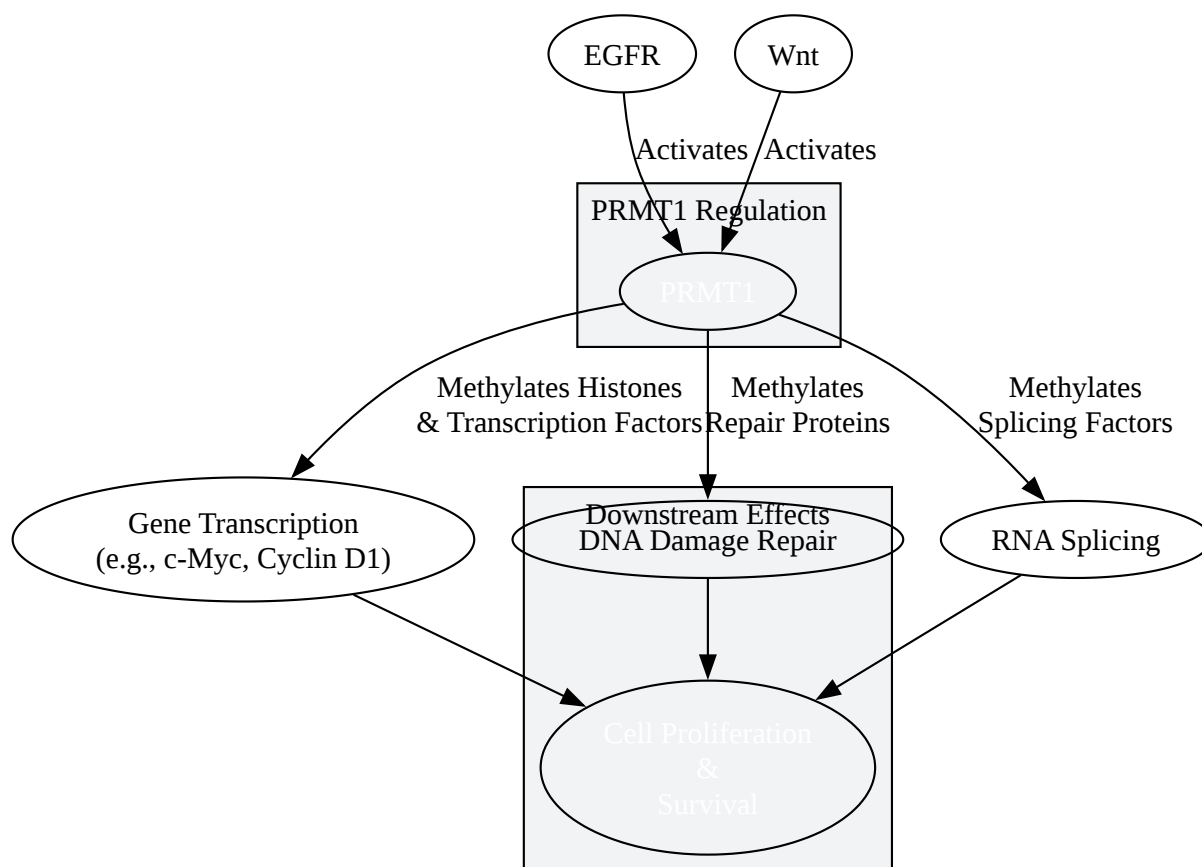 EGFR
Wnt
Activates
Activates
PRMT1 Regulation
PRMT1
Methylates Histones
& Transcription Factors
Methylates
Repair Proteins
Methylates
Splicing Factors
Gene Transcription
(e.g., c-Myc, Cyclin D1)
Downstream Effects
DNA Damage Repair
RNA Splicing
Cell Proliferation
&
Survival